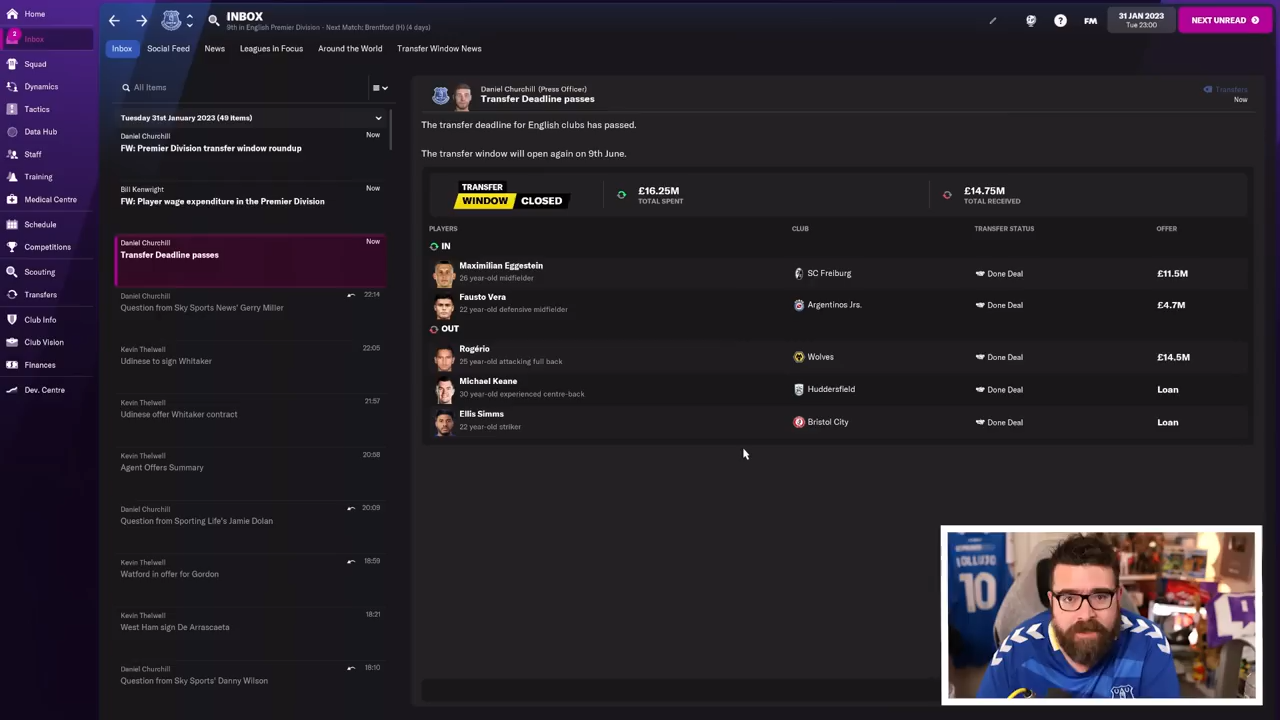 Home
INBOX
9th in English Premier Division - Next Match: Brentford (H) (4 days)
FM
31 JAN 2023
Tue 23:00
NEXT UNREAD
2
Inbox
Squad
Dynamics
Tactics
Data Hub
Staff
Training
Medical Centre
Schedule
Competitions
Scouting
Transfers
Club Info
Club Vision
Finances
Dev. Centre
Inbox
Social Feed
News
Leagues in Focus
Around the World
Transfer Window News
All Items
Tuesday 31st January 2023 (49 items)
Daniel Churchill
Now
FW: Premier Division transfer window roundup
Bill Kenwright
Now
FW: Player wage expenditure in the Premier Division
Daniel Churchill
Now
Transfer Deadline passes
Daniel Churchill
22:14
Question from Sky Sports News' Gerry Miller
Kevin Thelwell
22:05
Udinese to sign Whitaker
Kevin Thelwell
21:57
Udinese offer Whitaker contract
Kevin Thelwell
20:58
Agent Offers Summary
Daniel Churchill
20:09
Question from Sporting Life's Jamie Dolan
Kevin Thelwell
18:59
Watford in offer for Gordon
Kevin Thelwell
18:21
West Ham sign De Arrascaeta
Daniel Churchill
18:10
Question from Sky Sports' Danny Wilson
Daniel Churchill (Press Officer)
Transfer Deadline passes
Transfers
Now
The transfer deadline for English clubs has passed.
The transfer window will open again on 9th June.
TRANSFER
WINDOW CLOSED
£16.25M
TOTAL SPENT
£14.75M
TOTAL RECEIVED
PLAYERS
CLUB
TRANSFER STATUS
OFFER
IN
Maximilian Eggestein
26 year-old midfielder
SC Freiburg
Done Deal
£11.5M
Fausto Vera
22 year-old defensive midfielder
Argentinos Jrs.
Done Deal
£4.7M
OUT
Rogério
25 year-old attacking full back
Wolves
Done Deal
£14.5M
Michael Keane
30 year-old experienced centre-back
Huddersfield
Done Deal
Loan
Ellis Simms
22 year-old striker
Bristol City
Done Deal
Loan
10